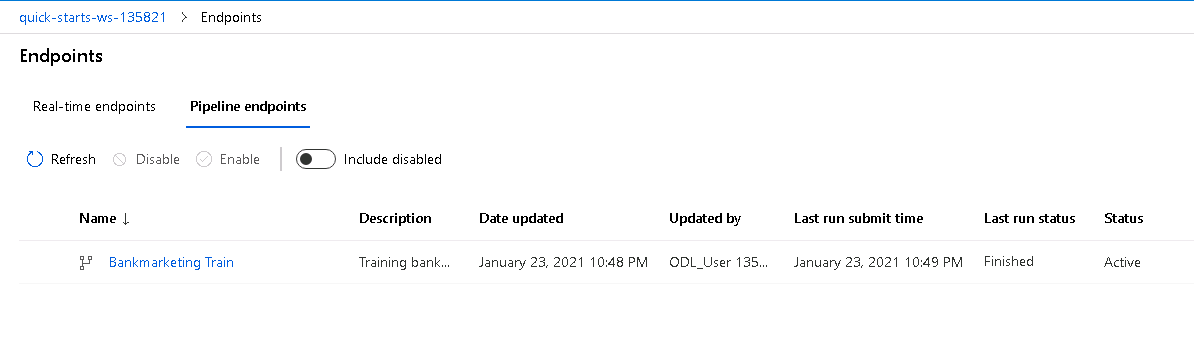 quick-starts-ws-135821 > Endpoints
Endpoints
Real-time endpoints Pipeline endpoints
Refresh Disable Enable Include disabled
Name ↓ Description Date updated Updated by Last run submit time Last run status Status
Bankmarketing Train Training bank... January 23, 2021 10:48 PM ODL_User 135... January 23, 2021 10:49 PM Finished Active